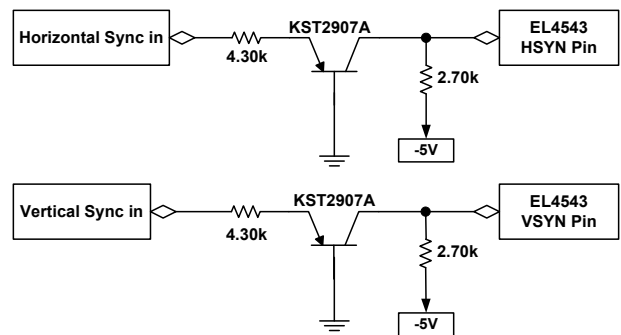 Horizontal Sync in
4.30k
KST2907A
2.70k
-5V
EL4543
HSYN Pin
Vertical Sync in
4.30k
KST2907A
2.70k
-5V
EL4543
VSYN Pin